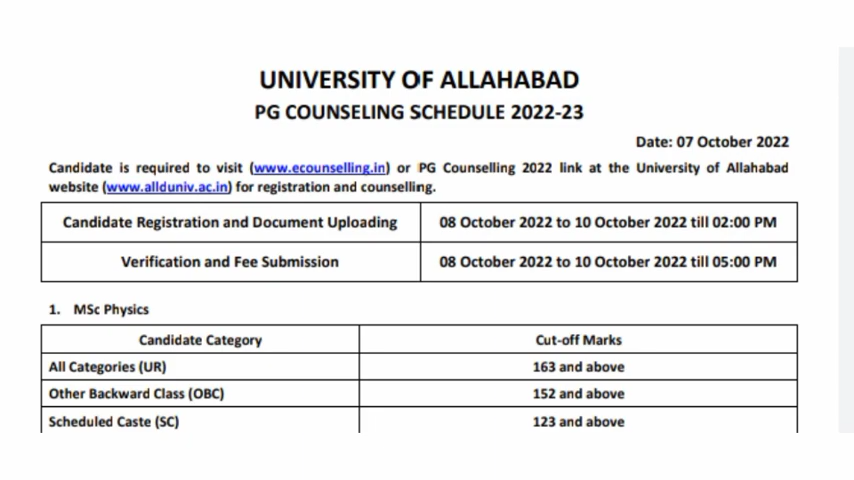 UNIVERSITY OF ALLAHABAD
PG COUNSELING SCHEDULE 2022-23
Date: 07 October 2022
Candidate is required to visit (www.ecounselling.in) or PG Counselling 2022 link at the University of Allahabad
website (www.allduniv.ac.in) for registration and counselling.
Candidate Registration and Document Uploading 08 October 2022 to 10 October 2022 till 02:00 PM
Verification and Fee Submission 08 October 2022 to 10 October 2022 till 05:00 PM
1. MSc Physics
Candidate Category Cut-off Marks
All Categories (UR) 163 and above
Other Backward Class (OBC) 152 and above
Scheduled Caste (SC) 123 and above